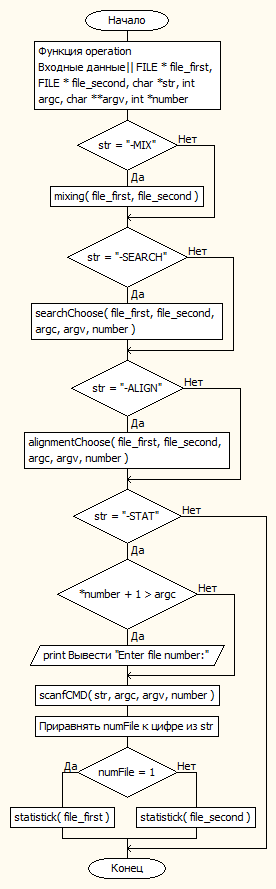 Начало
Функция operation
Входные данные|| FILE * file_first,
FILE * file_second, char *str, int
argc, char **argv, int *number
str = "-MIX"
Нет
Да
mixing( file_first, file_second )
str = "-SEARCH"
Нет
Да
searchChoose( file_first, file_second,
argc, argv, number )
str = "-ALIGN"
Нет
Да
alignmentChoose( file_first, file_second,
argc, argv, number )
str = "-STAT"
Нет
Да
*number + 1 > argc
Нет
Да
print Вывести "Enter file number:"
scanfCMD( str, argc, argv, number )
Приравнять numFile к цифре из str
numFile = 1
Да
Нет
statistick( file_first )
statistick( file_second )
Конец